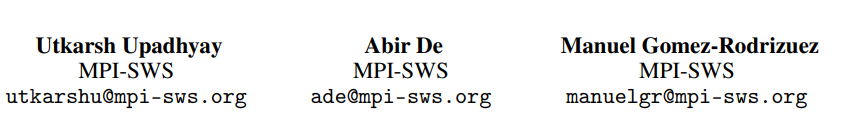 Utkarsh Upadhyay Abir De Manuel Gomez-Rodrizuez
MPI-SWS MPI-SWS MPI-SWS
utkarshu@mpi-sws.org ade@mpi-sws.org manuelgr@mpi-sws.org